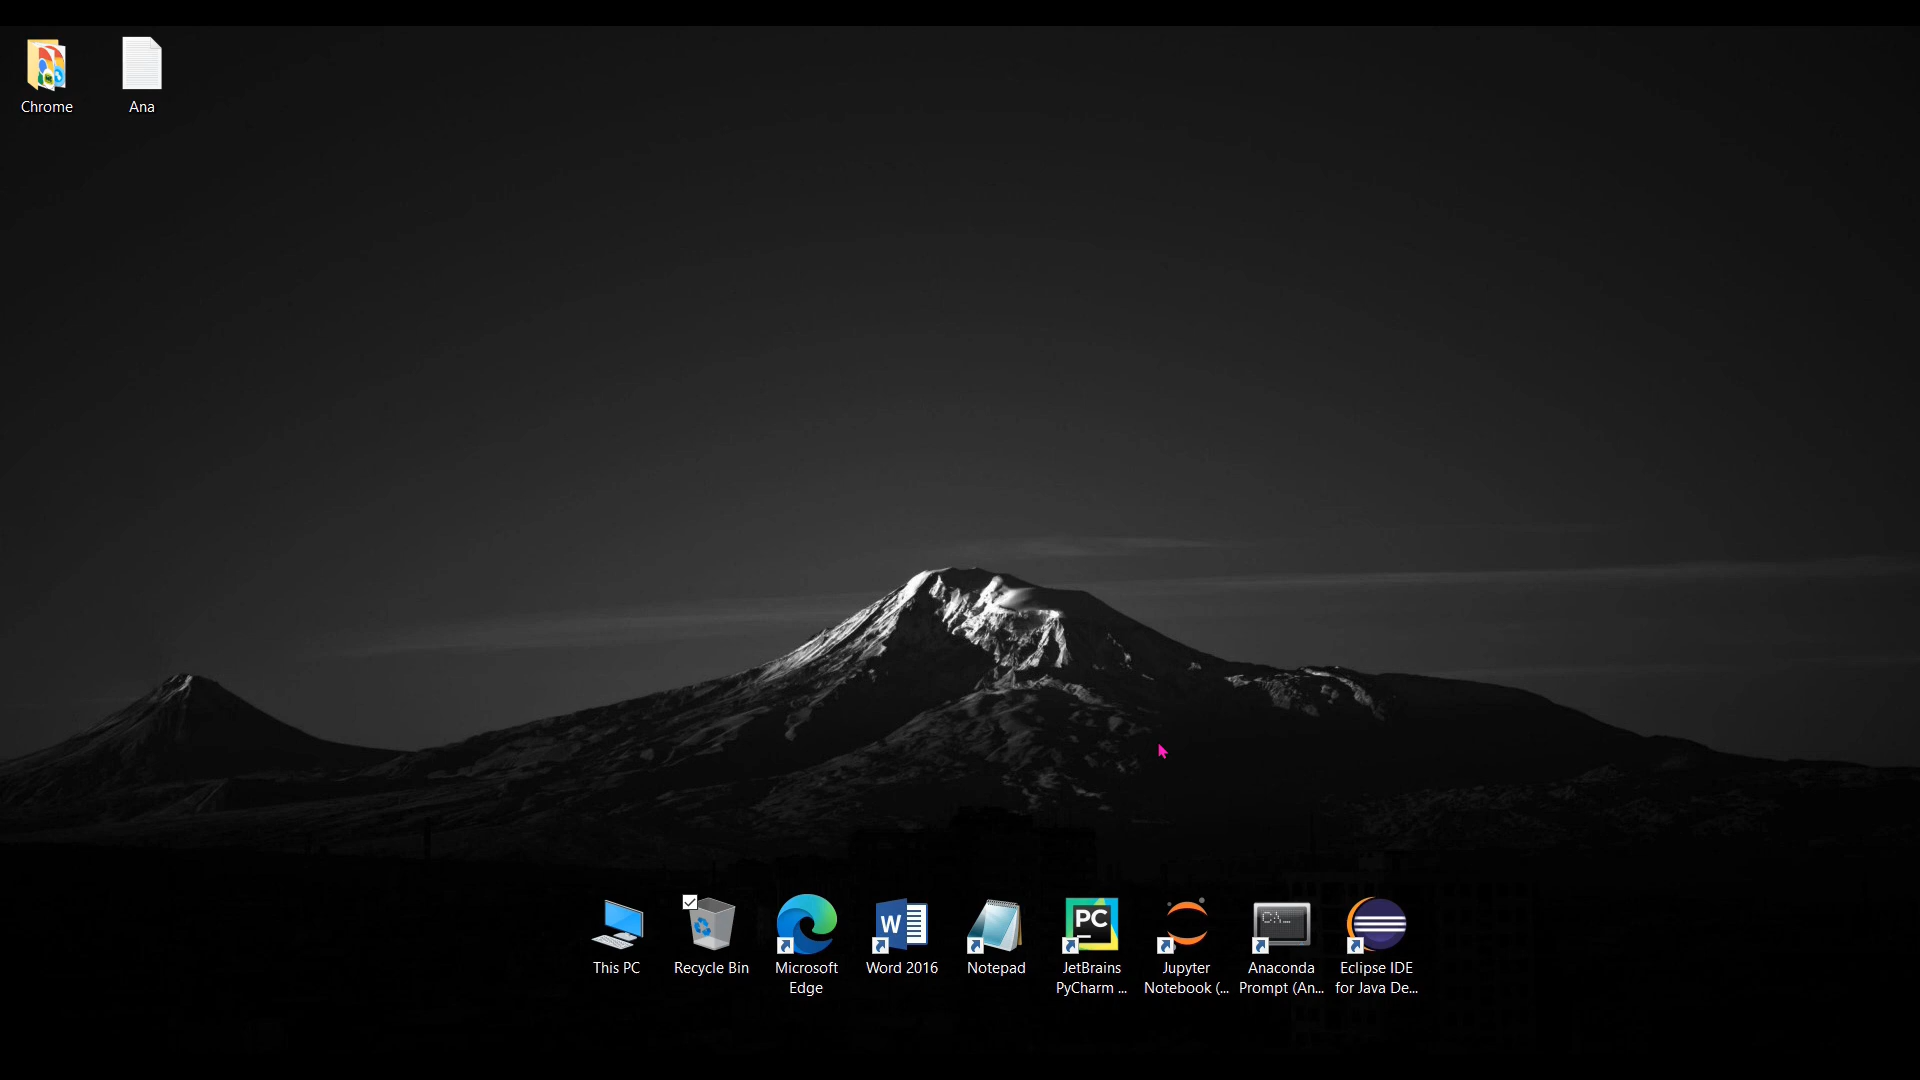 Chrome
Ana
This PC
Recycle Bin
Microsoft
Edge
W
Word 2016
Notepad
PC
JetBrains
PyCharm ...
Jupyter
Notebook (...
C:\...
Anaconda
Prompt (An...
Eclipse IDE
for Java De...